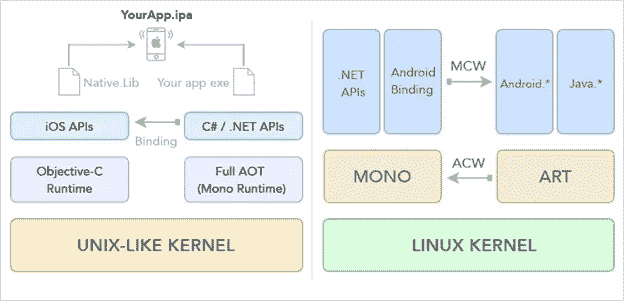 YourApp.ipa
Native.Lib
Your app exe
iOS APIs
C# / .NET APIs
Binding
Objective-C
Runtime
Full AOT
(Mono Runtime)
UNIX-LIKE KERNEL
.NET
APIs
Android
Binding
MCW
Android.*
Java.*
MONO
ACW
ART
LINUX KERNEL